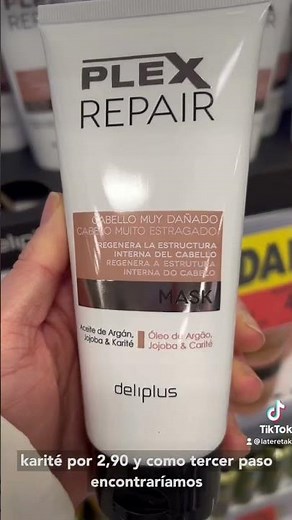 PLEX
REPAIR
CABELLO MUY DAÑADO
CABELO MUITO ESTRAGADO
REGENERA LA ESTRUCTURA
INTERNA DEL CABELLO
REGENERA A ESTRUTURA
INTERNA DO CABELO
MASK
Aceite de Argán,
Jojoba & Karité
Óleo de Argão,
Jojoba & Carité
deliplus
TikTok
@lateretak
karité por 2,90 y como tercer paso
encontraríamos